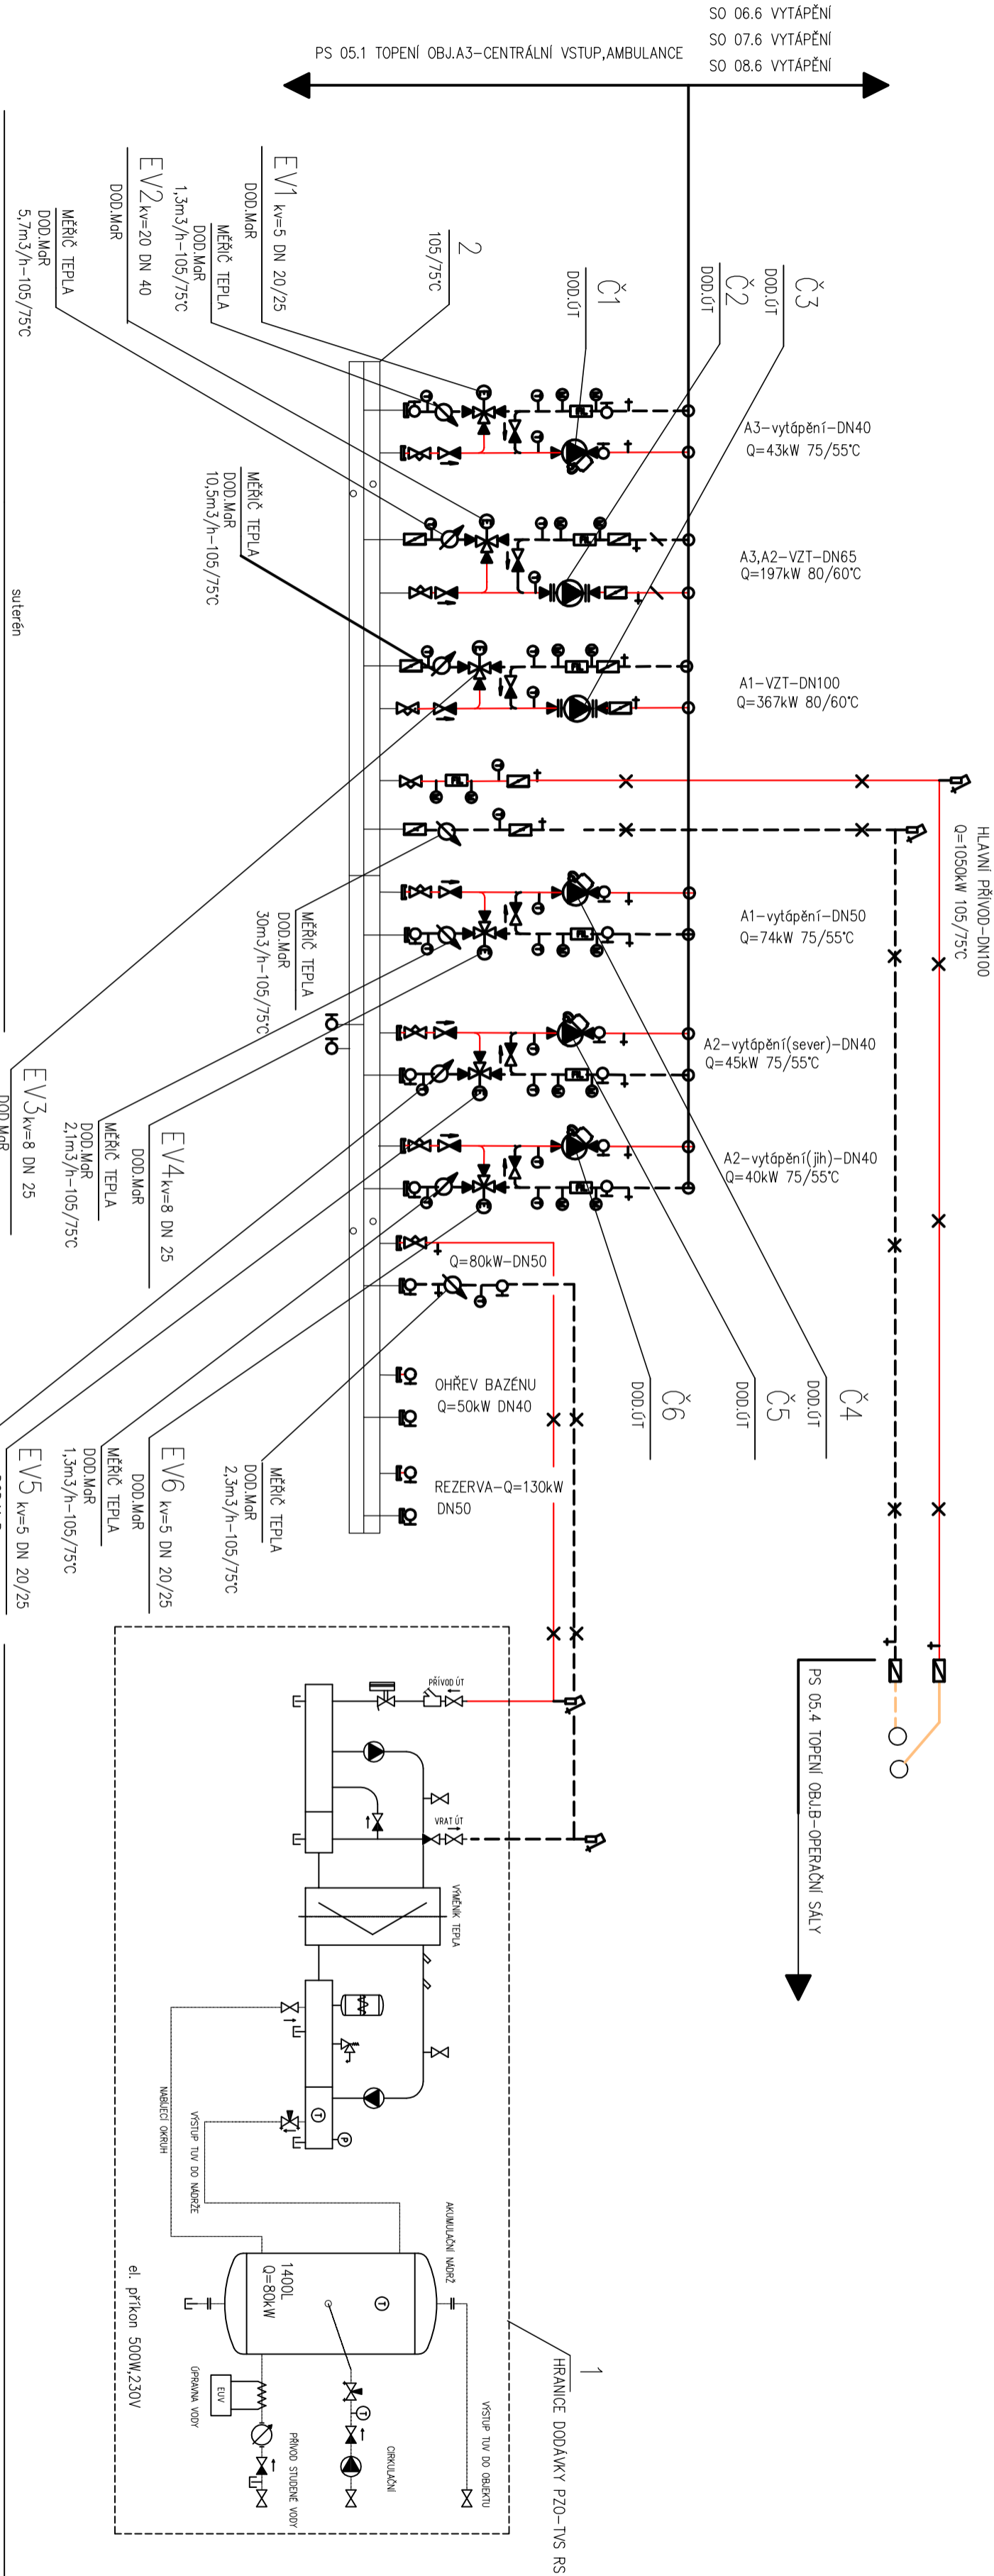 SO 06.6 VYTÁPĚNÍ
SO 07.6 VYTÁPĚNÍ
SO 08.6 VYTÁPĚNÍ
PS 05.1 TOPENÍ OBJ.A3-CENTRÁLNÍ VSTUP,AMBULANCE
EV1 kv=5 DN 20/25
DOD.MaR
MĚŘIČ TEPLA
DOD.MaR
1,3m3/h-105/75°C
EV2 kv=20 DN 40
DOD.MaR
MĚŘIČ TEPLA
DOD.MaR
5,7m3/h-105/75°C
2
105/75°C
Č1
DOD.ÚT
Č2
DOD.ÚT
Č3
DOD.ÚT
A3-vytápění-DN40
Q=43kW 75/55°C
MĚŘIČ TEPLA
DOD.MaR
10,5m3/h-105/75°C
A3,A2-VZT-DN65
Q=197kW 80/60°C
suterén
A1-VZT-DN100
Q=367kW 80/60°C
HLAVNÍ PŘÍVOD-DN100
Q=1050kW 105/75°C
A1-vytápění-DN50
Q=74kW 75/55°C
MĚŘIČ TEPLA
DOD.MaR
30m3/h-105/75°C
A2-vytápění(sever)-DN40
Q=45kW 75/55°C
A2-vytápění(jih)-DN40
Q=40kW 75/55°C
EV3 kv=8 DN 25
DOD.MaR
MĚŘIČ TEPLA
DOD.MaR
2,1m3/h-105/75°C
EV4 kv=8 DN 25
DOD.MaR
Q=80kW-DN50
OHŘEV BAZÉNU
Q=50kW DN40
Č6
DOD.ÚT
Č5
DOD.ÚT
Č4
DOD.ÚT
REZERVA-Q=130kW
DN50
EV5 kv=5 DN 20/25
MĚŘIČ TEPLA
DOD.MaR
1,3m3/h-105/75°C
EV6 kv=5 DN 20/25
DOD.MaR
MĚŘIČ TEPLA
DOD.MaR
2,3m3/h-105/75°C
PS 05.4 TOPENÍ OBJ.B-OPERAČNÍ SÁLY
PŘÍVOD ÚT
VRAT ÚT
VÝMĚNÍK TEPLA
NABÍJECÍ OKRUH
VÝSTUP TUV DO NÁDRŽE
T
P
AKUMULAČNÍ NÁDRŽ
1400L
Q=80kW
T
el. příkon 500W,230V
1
HRANICE DODÁVKY PZO-TVS RS
ÚPRAVNA VODY
EUV
PŘÍVOD STUDENÉ VODY
T
CIRKULAČNÍ
VÝSTUP TUV DO OBJEKTU